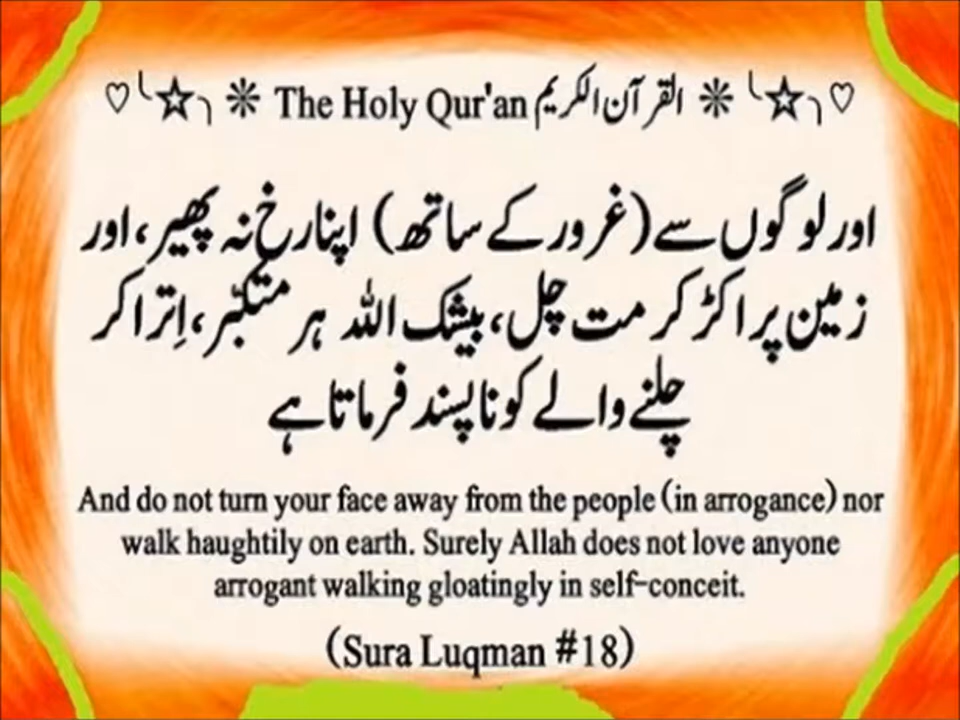 ♡╰☆╮❊ The Holy Qur'an القرآن الکریم ❊╰☆╮♡
اور لوگوں سے (غرور کے ساتھ) اپنا رخ نہ پھیر، اور
زمین پر اکڑ کر مت چل، بیشک اللہ ہر متکبّر، اِترا کر
چلنے والے کو ناپسند فرماتا ہے
And do not turn your face away from the people (in arrogance) nor
walk haughtily on earth. Surely Allah does not love anyone
arrogant walking gloatingly in self-conceit.
(Sura Luqman #18)